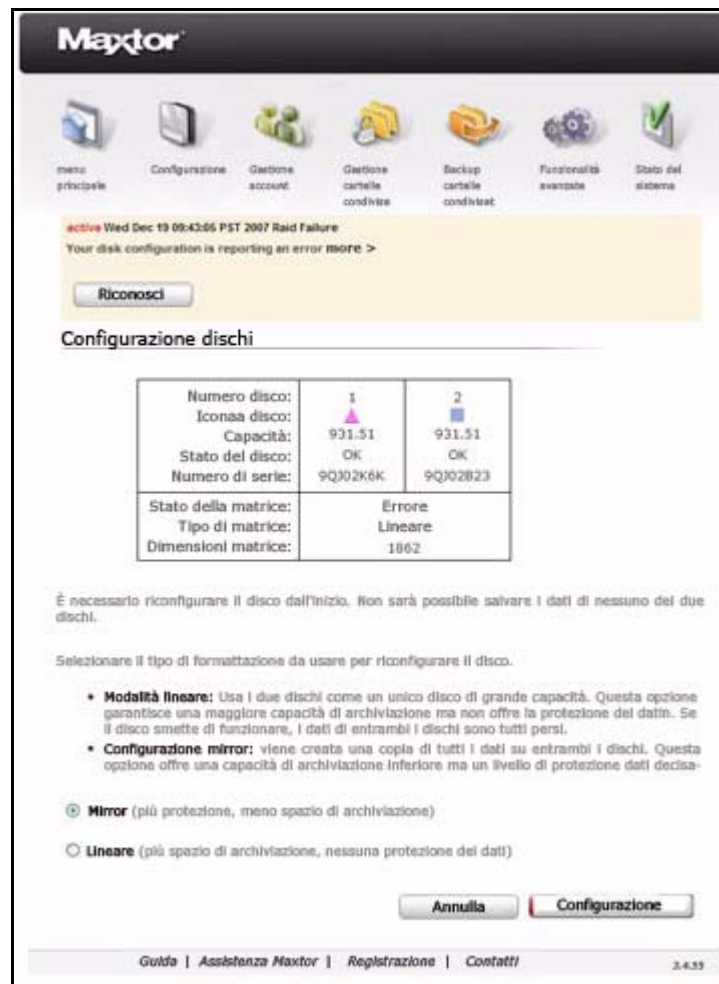 Maxtor
menu principale
Configurazione
Gestione account
Gestione cartelle condivise
Backup cartelle condiviset
Funzionalità avanzate
Stato del sistema
active Wed Dec 19 09:43:05 PST 2007 Raid Failure
Your disk configuration is reporting an error more >
Riconosci
Configurazione dischi
Numero disco: 1 2
Iconaa disco:
Capacità: 931.51 931.51
Stato del disco: OK OK
Numero di serie: 9QJ02K6K 9QJ02B23
Stato della matrice: Errore
Tipo di matrice: Lineare
Dimensioni matrice: 1862
È necessario riconfigurare il disco dall'inizio. Non sarà possibile salvare i dati di nessuno dei due
dischi.
Selezionare il tipo di formattazione da usare per riconfigurare il disco.
• Modalità lineare: Usa i due dischi come un unico disco di grande capacità. Questa opzione
garantisce una maggiore capacità di archiviazione ma non offre la protezione dei datin. Se
il disco smette di funzionare, i dati di entrambi i dischi sono tutti persi.
• Configurazione mirror: viene creata una copia di tutti i dati su entrambi i dischi. Questa
opzione offre una capacità di archiviazione inferiore ma un livello di protezione dati decisa-
Mirror (più protezione, meno spazio di archiviazione)
Lineare (più spazio di archiviazione, nessuna protezione dei dati)
Annulla
Configurazione
Guida | Assistenza Maxtor | Registrazione | Contatti